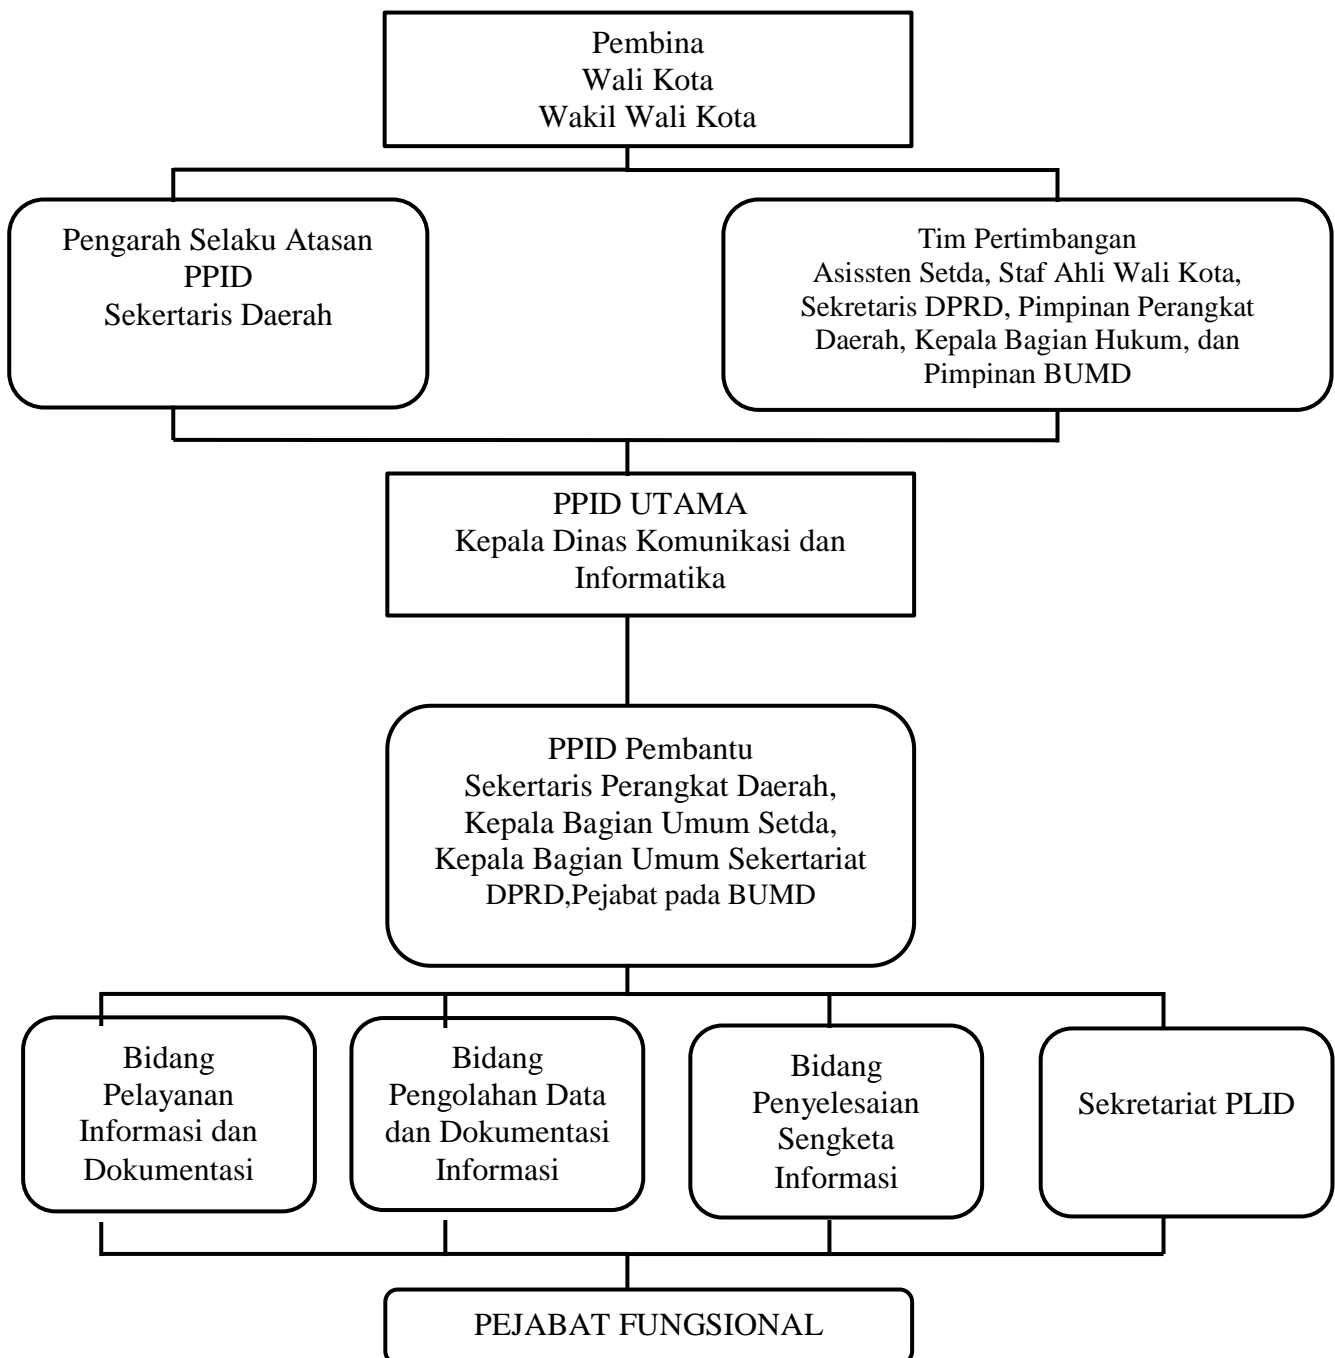 Pembina
Wali Kota
Wakil Wali Kota
Pengarah Selaku Atasan
PPID
Sekertaris Daerah
Tim Pertimbangan
Asissten Setda, Staf Ahli Wali Kota,
Sekretaris DPRD, Pimpinan Perangkat
Daerah, Kepala Bagian Hukum, dan
Pimpinan BUMD
PPID UTAMA
Kepala Dinas Komunikasi dan
Informatika
PPID Pembantu
Sekertaris Perangkat Daerah,
Kepala Bagian Umum Setda,
Kepala Bagian Umum Sekertariat
DPRD,Pejabat pada BUMD
Bidang
Pelayanan
Informasi dan
Dokumentasi
Bidang
Pengolahan Data
dan Dokumentasi
Informasi
Bidang
Penyelesaian
Sengketa
Informasi
Sekretariat PLID
PEJABAT FUNGSIONAL